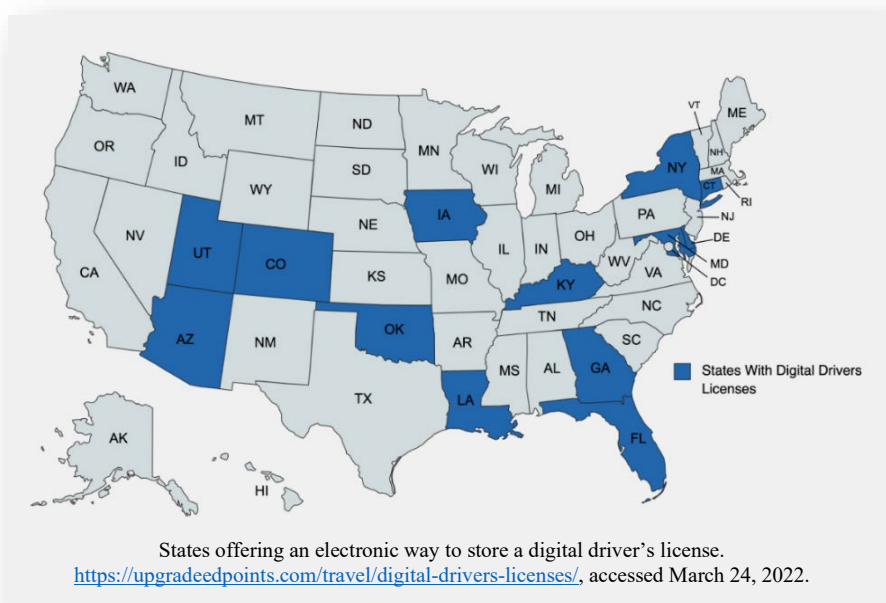 WA
MT
ND
MN
VT
ME
OR
ID
SD
WI
NY
NH
MA
WY
MI
CT
RI
IA
NE
PA
NJ
NV
UT
CO
IL
IN
OH
DE
MD
DC
CA
KS
MO
WV
VA
KY
NC
TN
AZ
NM
OK
AR
SC
MS
AL
GA
TX
LA
FL
AK
HI
States With Digital Drivers
Licenses
States offering an electronic way to store a digital driver’s license.
https://upgradeedpoints.com/travel/digital-drivers-licenses/, accessed March 24, 2022.